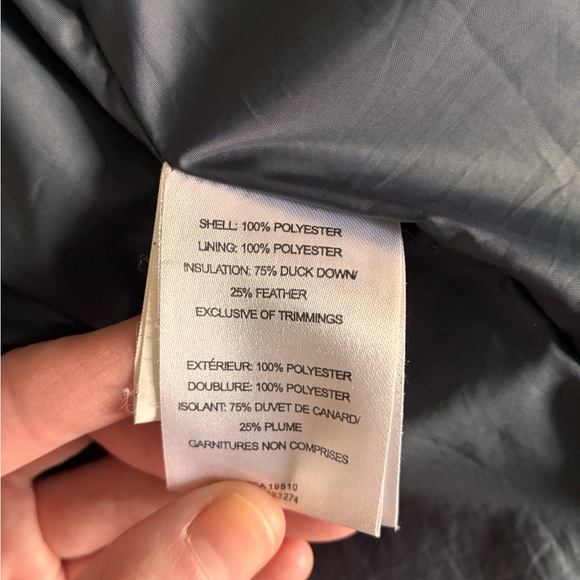 SHELL: 100% POLYESTER
LINING: 100% POLYESTER
INSULATION: 75% DUCK DOWN/
25% FEATHER
EXCLUSIVE OF TRIMMINGS
EXTÉRIEUR: 100% POLYESTER
DOUBLURE: 100% POLYESTER
ISOLANT: 75% DUVET DE CANARD/
25% PLUME
GARNITURES NON COMPRISES
19510